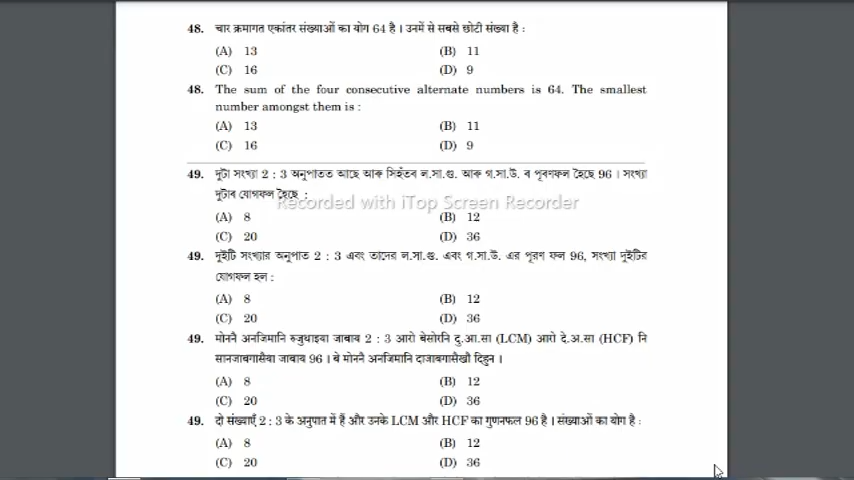 48. चार क्रमागत एकांतर संख्याओं का योग 64 है। उनमें से सबसे छोटी संख्या है :
(A) 13 (B) 11
(C) 16 (D) 9
48. The sum of the four consecutive alternate numbers is 64. The smallest
number amongst them is :
(A) 13 (B) 11
(C) 16 (D) 9
49. দুটা সংখ্যা 2 : 3 অনুপাতত আছে আৰু সিহঁতৰ ল.সা.গু. আৰু গ.সা.উ. ৰ পূৰণফল হৈছে 96 । সংখ্যা
দুটাৰ যোগফল হৈছে :
Recorded with iTop Screen Recorder
(A) 8 (B) 12
(C) 20 (D) 36
49. দুইটি সংখ্যার অনুপাত 2 : 3 এবং তাদের ল.সা.গু. এবং গ.সা.উ. এর পূরণ ফল 96, সংখ্যা দুইটির
যোগফল হল :
(A) 8 (B) 12
(C) 20 (D) 36
49. मोननै अनजिमानि रुजुथाइया जाबाय 2 : 3 आरो बेसोरनि दु.आ.सा (LCM) आरो दे.अ.सा (HCF) नि
सानजाबगासैया जाबाय 96 । बे मोननै अनजिमानि दाजाबगासैखौ दिहुन ।
(A) 8 (B) 12
(C) 20 (D) 36
49. दो संख्याएँ 2 : 3 के अनुपात में हैं और उनके LCM और HCF का गुणनफल 96 है। संख्याओं का योग है :
(A) 8 (B) 12
(C) 20 (D) 36